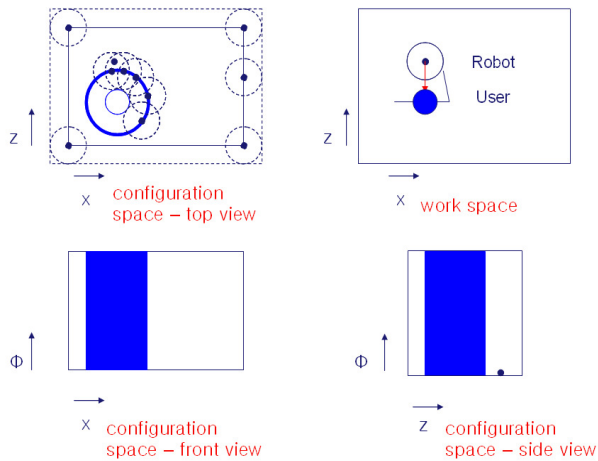 Z
X
configuration
space – top view
Robot
User
Z
X
work space
Φ
X
configuration
space – front view
Φ
Z
configuration
space – side view